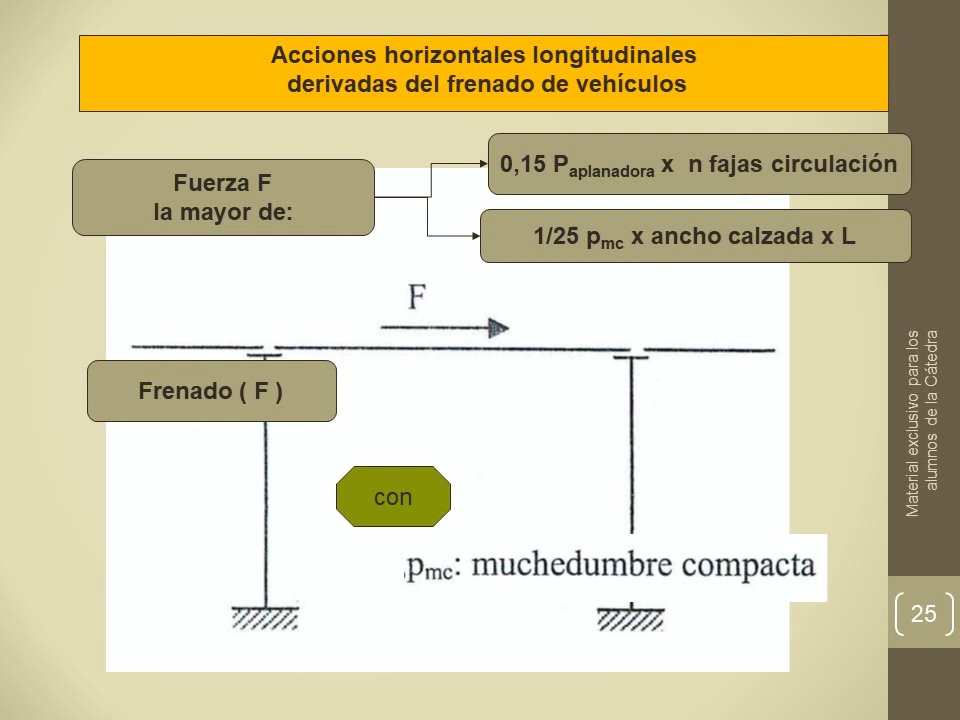 Acciones horizontales longitudinales
derivadas del frenado de vehículos
Fuerza F
la mayor de:
0,15 Paplanadora x n fajas circulación
1/25 pmc x ancho calzada x L
F
Frenado ( F )
con
pmc: muchedumbre compacta
Material exclusivo para los
alumnos de la Cátedra
25